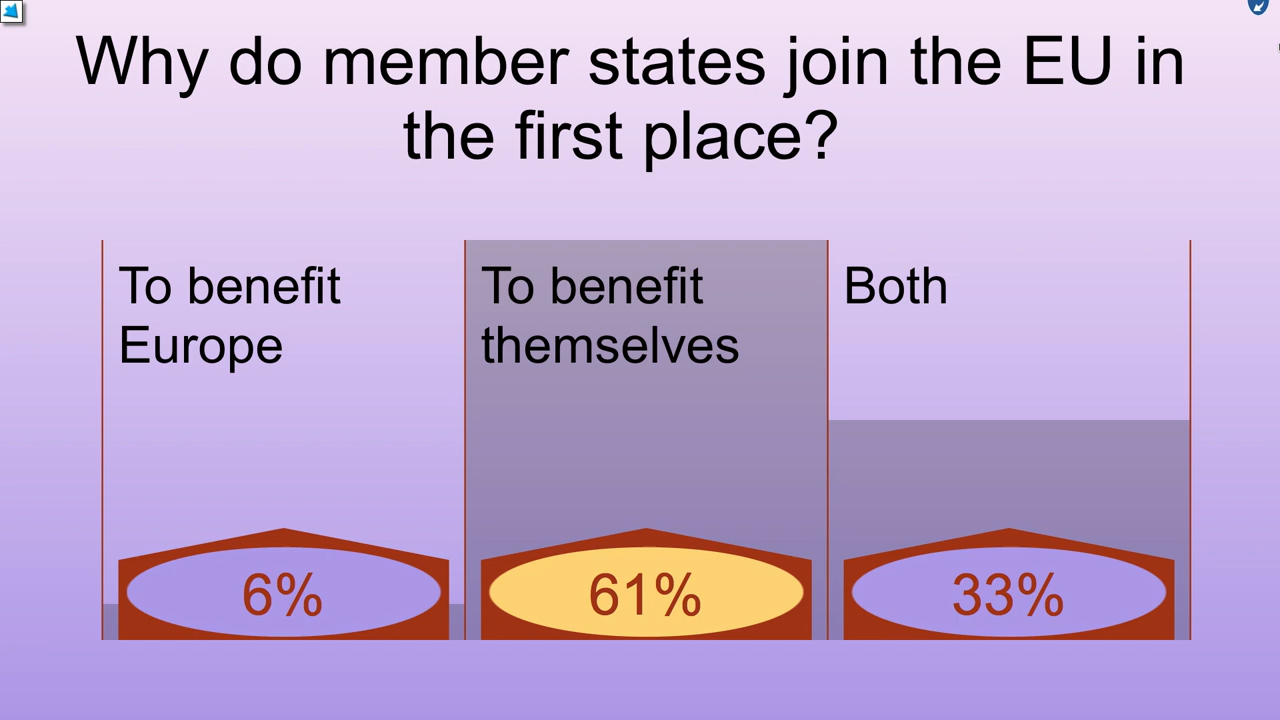 Why do member states join the EU in
the first place?
To benefit
Europe
To benefit
themselves
Both
6%
61%
33%